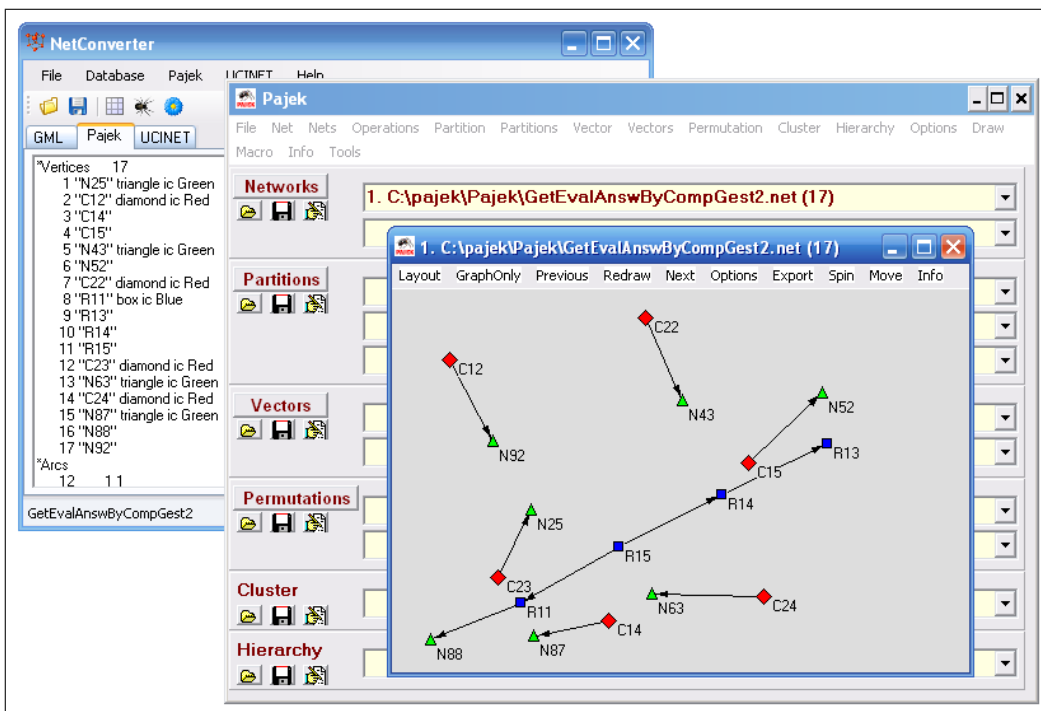 NetConverter
File Database Pajek UCINET Help
GML Pajek UCINET
*Vertices 17
1 "N25" triangle ic Green
2 "C12" diamond ic Red
3 "C14"
4 "C15"
5 "N43" triangle ic Green
6 "N52"
7 "C22" diamond ic Red
8 "R11" box ic Blue
9 "R13"
10 "R14"
11 "R15"
12 "C23" diamond ic Red
13 "N63" triangle ic Green
14 "C24" diamond ic Red
15 "N87" triangle ic Green
16 "N88"
17 "N92"
*Arcs
12 1 1
GetEvalAnswByCompGest2
Pajek
File Net Nets Operations Partition Partitions Vector Vectors Permutation Cluster Hierarchy Options Draw
Macro Info Tools
Networks
1. C:\pajek\Pajek\GetEvalAnswByCompGest2.net (17)
Partitions
Vectors
Permutations
Cluster
Hierarchy
1. C:\pajek\Pajek\GetEvalAnswByCompGest2.net (17)
Layout GraphOnly Previous Redraw Next Options Export Spin Move Info
C22
C12
N43
N52
N92
R13
C15
R14
N25
R15
C23
R11
N63
C24
C14
N88
N87